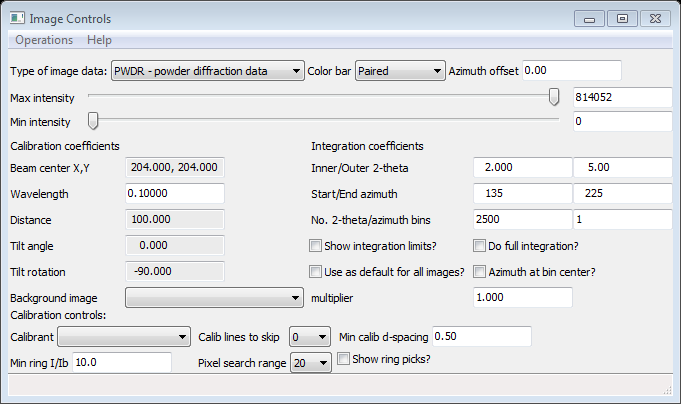 Image Controls
Operations Help
Type of image data: PWDR - powder diffraction data Color bar Paired Azimuth offset 0.00
Max intensity 814052
Min intensity 0
Calibration coefficients Integration coefficients
Beam center X,Y 204.000, 204.000 Inner/Outer 2-theta 2.000 5.00
Wavelength 0.10000 Start/End azimuth 135 225
Distance 100.000 No. 2-theta/azimuth bins 2500 1
Tilt angle 0.000 Show integration limits? Do full integration?
Tilt rotation -90.000 Use as default for all images? Azimuth at bin center?
Background image multiplier 1.000
Calibration controls:
Calibrant Calib lines to skip 0 Min calib d-spacing 0.50
Min ring I/Ib 10.0 Pixel search range 20 Show ring picks?